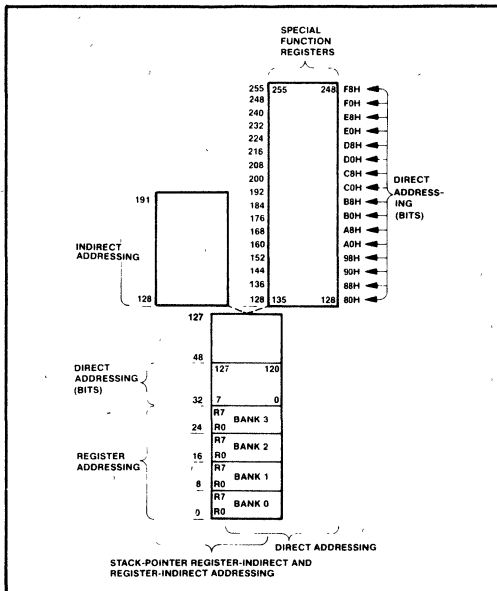 SPECIAL
FUNCTION
REGISTERS
255 255 248 F8H
248 F0H
240 E8H
232 E0H
224 D8H
216 D0H
208 C8H
200 C0H
192 B8H
184 B0H
176 A8H
168 A0H
160 98H
152 90H
144 88H
136 80H
128 135 128
DIRECT
ADDRESS-
ING
(BITS)
191
INDIRECT
ADDRESSING
128
127
48
DIRECT
ADDRESSING
(BITS)
127 120
32 7 0
REGISTER
ADDRESSING
R7
BANK 3
24 R0
R7
BANK 2
16 R0
R7
BANK 1
8 R0
R7
BANK 0
0 R0
DIRECT ADDRESSING
STACK-POINTER REGISTER-INDIRECT AND
REGISTER-INDIRECT ADDRESSING